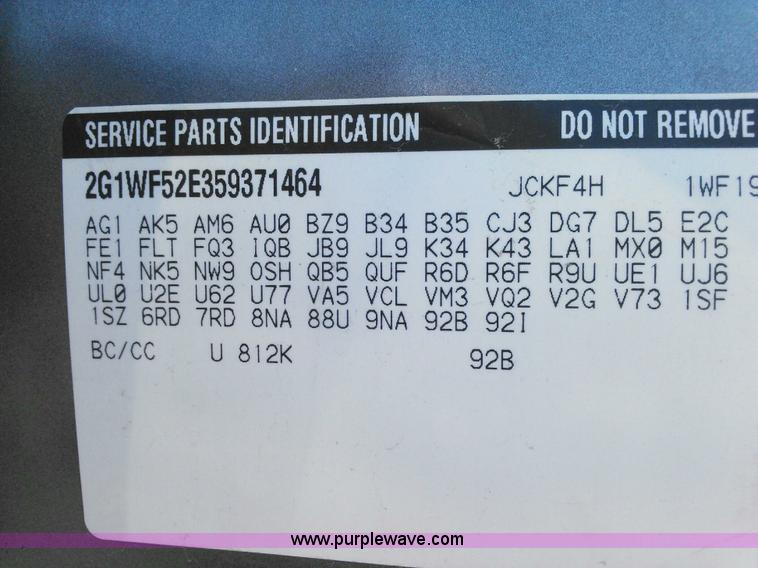 SERVICE PARTS IDENTIFICATION DO NOT REMOVE
2G1WF52E359371464 JCKF4H 1WF19
AG1 AK5 AM6 AU0 BZ9 B34 B35 CJ3 DG7 DL5 E2C
FE1 FLT FQ3 IQB JB9 JL9 K34 K43 LA1 MX0 M15
NF4 NK5 NW9 OSH QB5 QUF R6D R6F R9U UE1 UJ6
UL0 U2E U62 U77 VA5 VCL VM3 VQ2 V2G V73 1SF
1SZ 6RD 7RD 8NA 88U 9NA 92B 92I
BC/CC U 812K 92B
www.purplewave.com